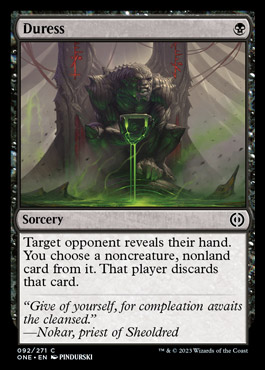 Duress
Sorcery
Target opponent reveals their hand.
You choose a noncreature, nonland
card from it. That player discards
that card.
“Give of yourself, for compleation awaits
the cleansed.”
—Nokar, priest of Sheoldred
092/271 C
ONE • EN PINDURSKI
™ & © 2023 Wizards of the Coast